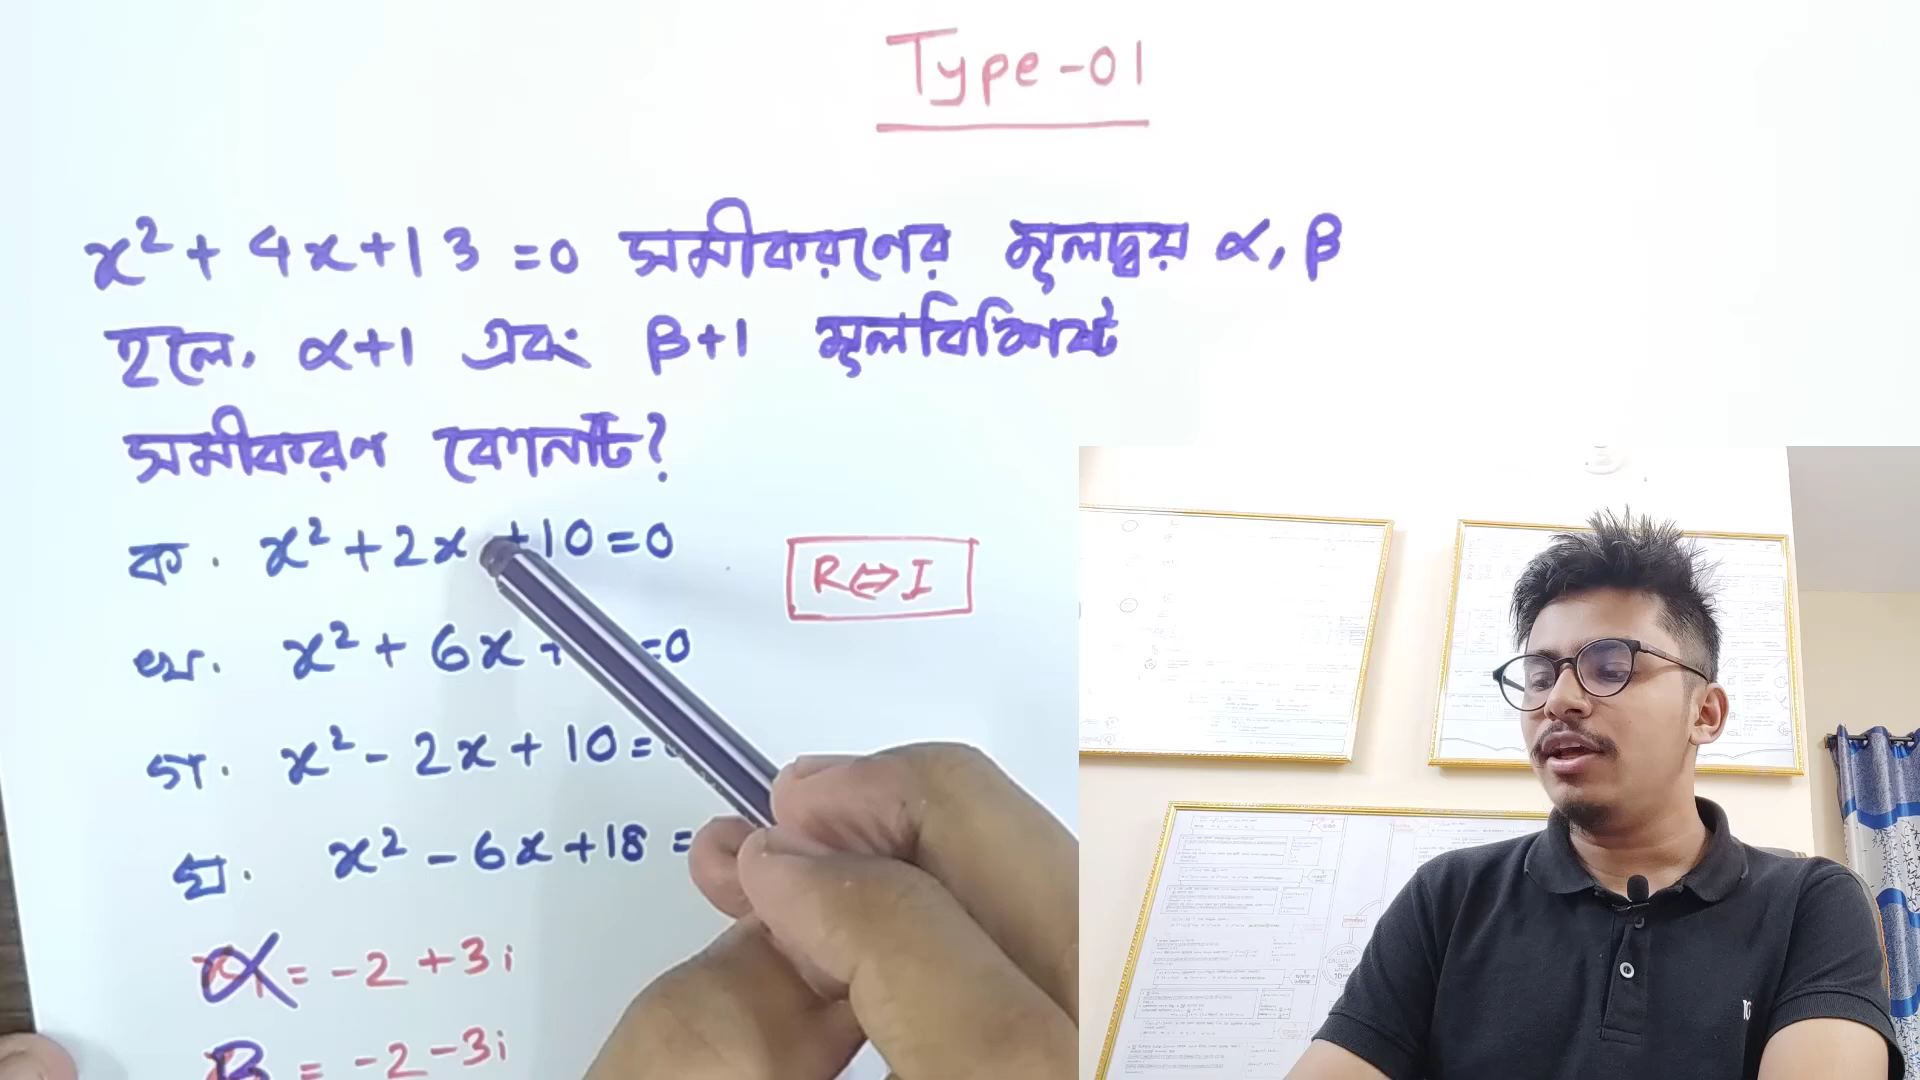 Type-01
x² + 4x + 13 = 0 সমীকরণের মূলদ্বয় α, β
হলে, α+1 এবং β+1 মূলবিশিষ্ট
সমীকরণ কোনটি?
ক. x² + 2x + 10 = 0
খ. x² + 6x + =0
গ. x² - 2x + 10 =
ঘ. x² - 6x + 18 =
R⇔I
α = -2 + 3i
β = -2 - 3i